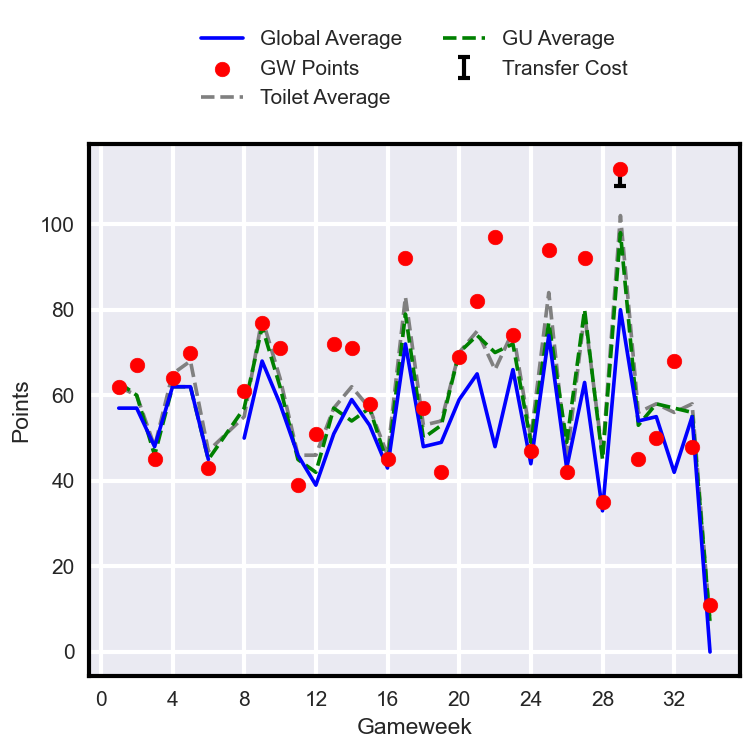 Global Average
GW Points
Toilet Average
GU Average
Transfer Cost
Points
100
80
60
40
20
0
0 4 8 12 16 20 24 28 32
Gameweek